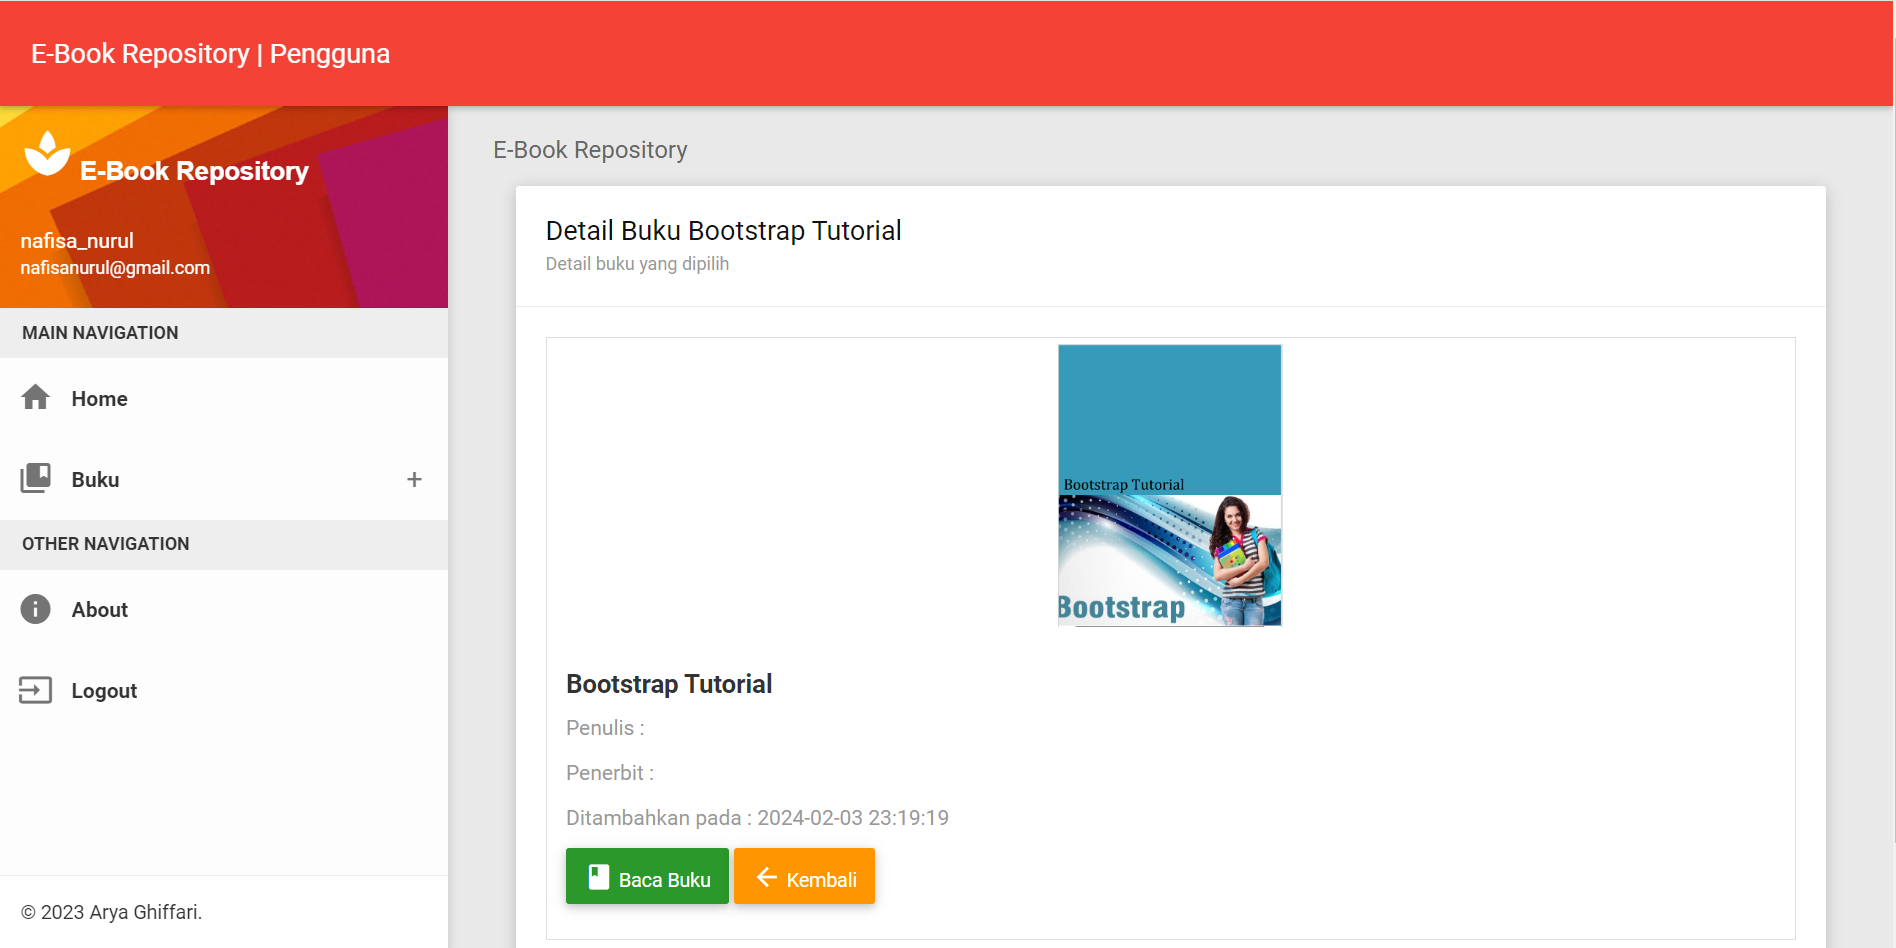 E-Book Repository | Pengguna
E-Book Repository
nafisa_nurul
nafisanurul@gmail.com
MAIN NAVIGATION
Home
Buku +
OTHER NAVIGATION
About
Logout
© 2023 Arya Ghiffari.
E-Book Repository
Detail Buku Bootstrap Tutorial
Detail buku yang dipilih
Bootstrap Tutorial
Bootstrap
Bootstrap Tutorial
Penulis :
Penerbit :
Ditambahkan pada : 2024-02-03 23:19:19
Baca Buku
Kembali